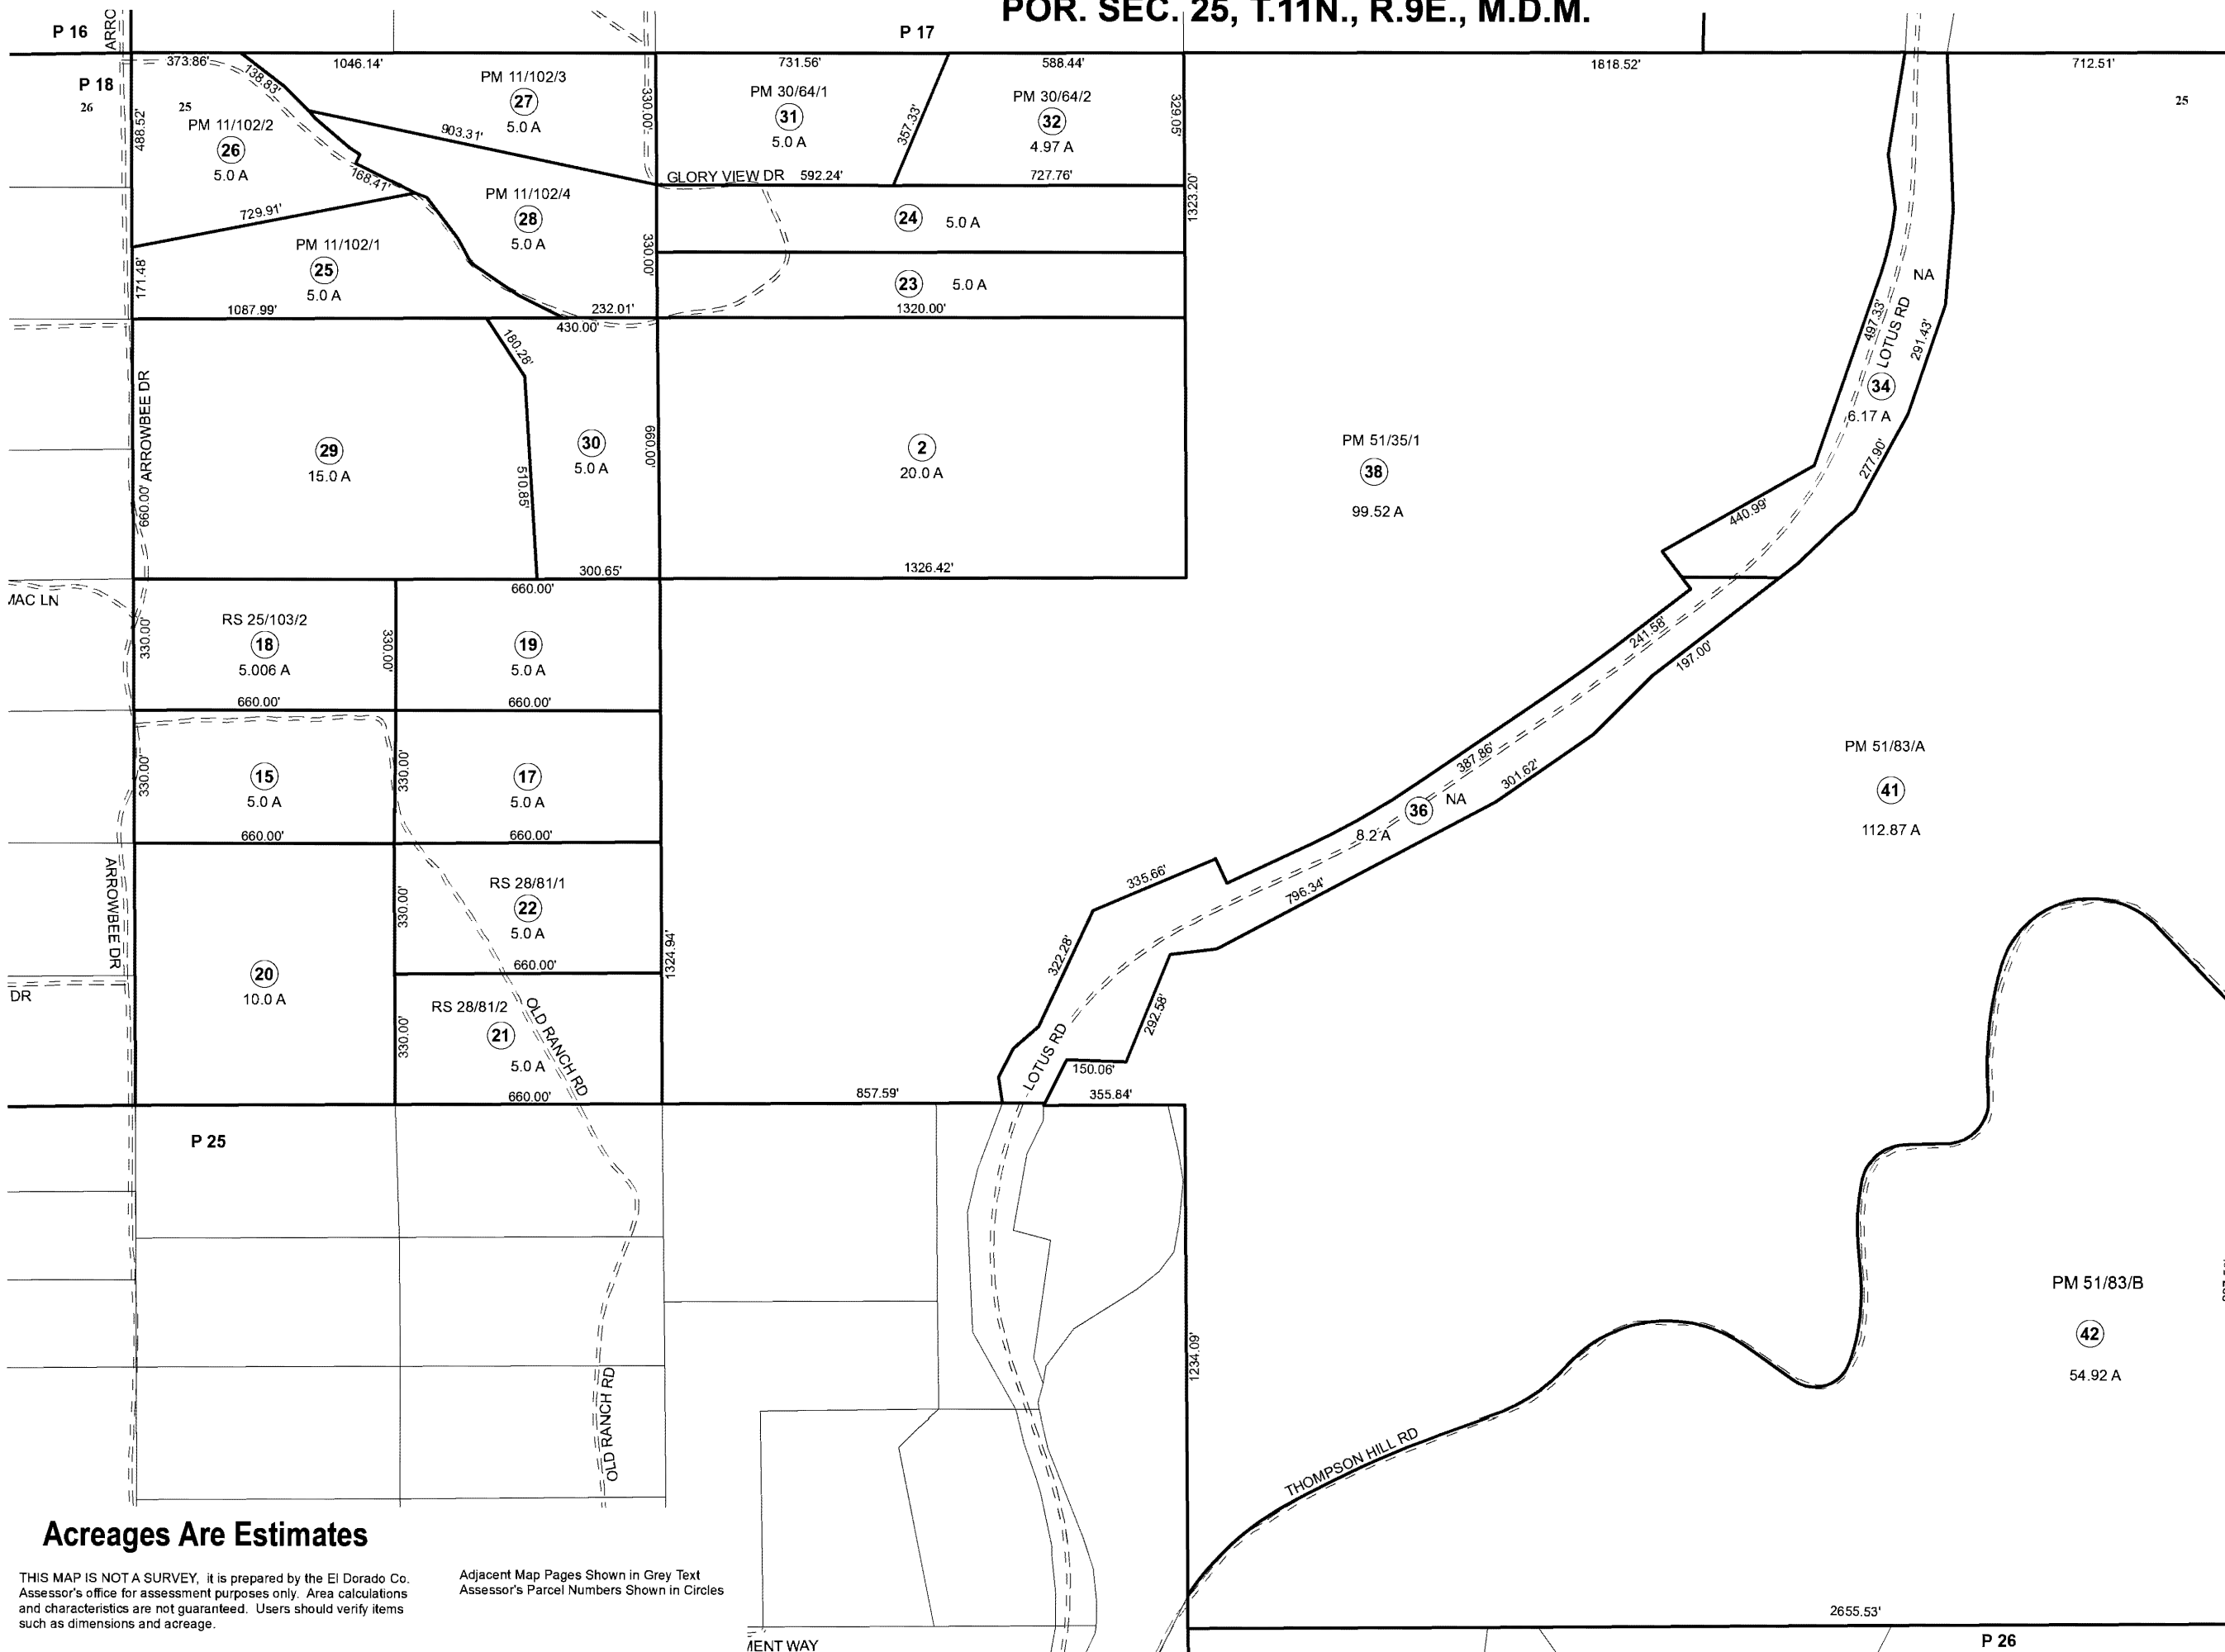 POR. SEC. 25, T.11N., R.9E., M.D.M.
P 16
ARRO
P 17
P 18
26
25
373.86'
138.83'
1046.14'
731.56'
588.44'
1818.52'
712.51'
25
488.52'
PM 11/102/2
26
5.0 A
PM 11/102/3
27
5.0 A
903.31'
330.00'
PM 30/64/1
31
5.0 A
357.33'
PM 30/64/2
32
4.97 A
329.05'
168.41'
729.91'
PM 11/102/4
28
5.0 A
GLORY VIEW DR
592.24'
727.76'
1323.20'
24
5.0 A
171.48'
PM 11/102/1
25
5.0 A
330.00'
23
5.0 A
1087.99'
232.01'
430.00'
1320.00'
NA
LOTUS RD
497.33'
291.43'
34
6.17 A
277.90'
440.99'
180.28'
ARROWBEE DR
660.00'
29
15.0 A
510.85'
30
5.0 A
660.00'
2
20.0 A
PM 51/35/1
38
99.52 A
300.65'
1326.42'
MAC LN
660.00'
330.00'
RS 25/103/2
18
5.006 A
330.00'
19
5.0 A
241.58'
197.00'
660.00'
660.00'
330.00'
15
5.0 A
330.00'
17
5.0 A
387.86'
301.62'
PM 51/83/A
41
112.87 A
36
NA
8.2 A
660.00'
660.00'
ARROWBEE DR
330.00'
RS 28/81/1
22
5.0 A
335.66'
796.34'
322.28'
1324.94'
660.00'
20
10.0 A
DR
330.00'
RS 28/81/2
21
5.0 A
OLD RANCH RD
292.58'
LOTUS RD
150.06'
660.00'
857.59'
355.84'
P 25
PM 51/83/B
42
54.92 A
1234.09'
OLD RANCH RD
THOMPSON HILL RD
Acreages Are Estimates
THIS MAP IS NOT A SURVEY, it is prepared by the El Dorado Co.
Assessor's office for assessment purposes only. Area calculations
and characteristics are not guaranteed. Users should verify items
such as dimensions and acreage.
Adjacent Map Pages Shown in Grey Text
Assessor's Parcel Numbers Shown in Circles
MENT WAY
2655.53'
P 26